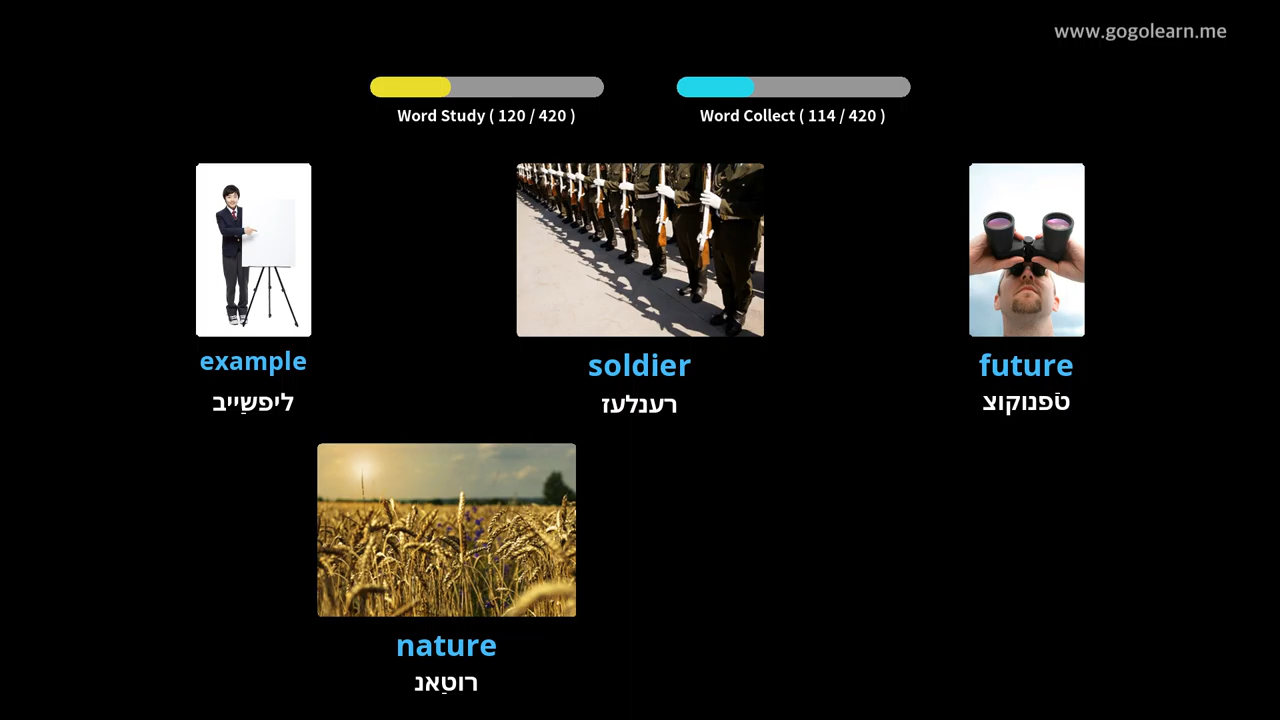 www.gogolearn.me
Word Study ( 120 / 420 )
Word Collect ( 114 / 420 )
example
ליפשַײב
soldier
רענלעז
future
טֿפנוקוצ
nature
רוטַאנ